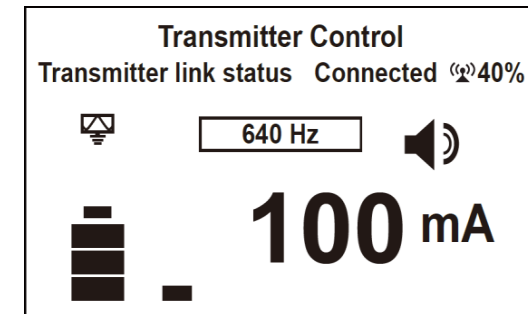 Transmitter Control
Transmitter link status Connected 40%
640 Hz
100 mA